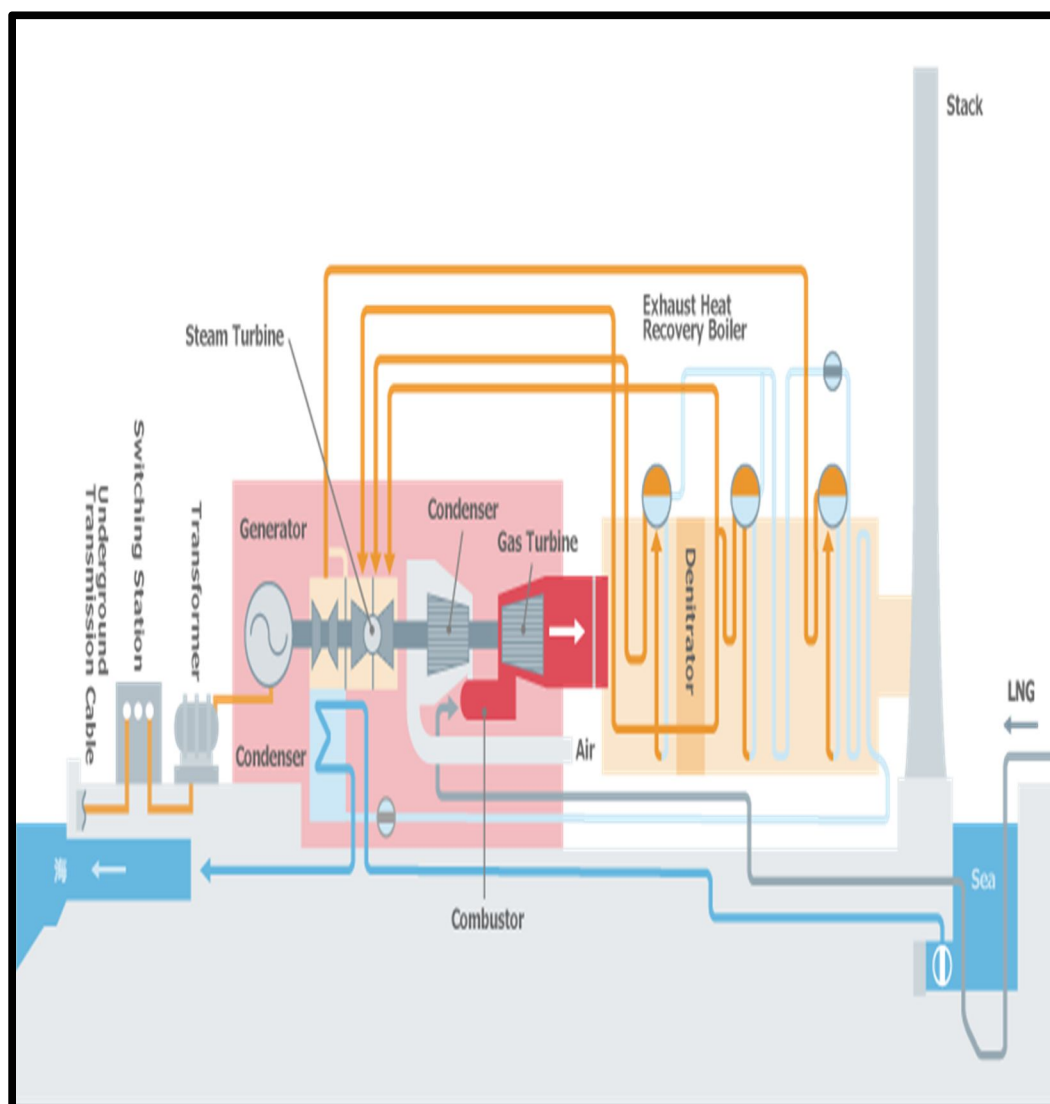 Stack
Exhaust Heat
Recovery Boiler
Steam Turbine
Underground
Transmission Cable
Switching Station
Transformer
Generator
Condenser
Gas Turbine
Denitrator
LNG
Condenser
Air
海
Sea
Combustor